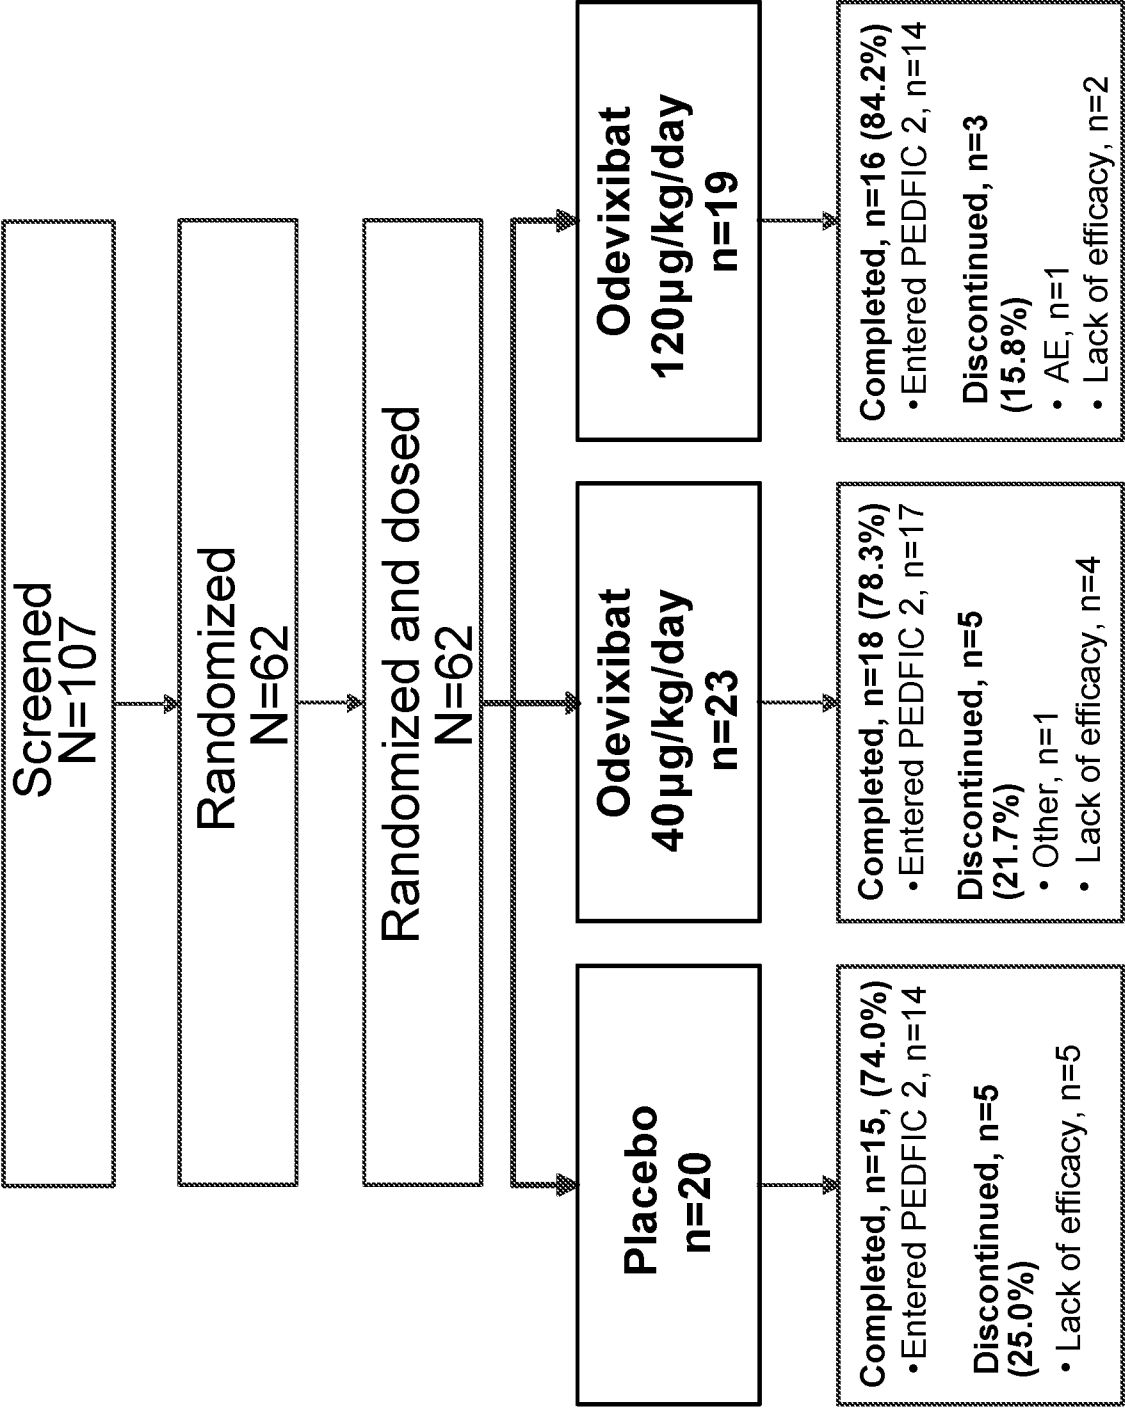 Screened
N=107
Randomized
N=62
Randomized and dosed
N=62
Placebo
n=20
Odevixibat
40µg/kg/day
n=23
Odevixibat
120µg/kg/day
n=19
Completed, n=15, (74.0%)
•Entered PEDFIC 2, n=14
Discontinued, n=5
(25.0%)
• Lack of efficacy, n=5
Completed, n=18 (78.3%)
•Entered PEDFIC 2, n=17
Discontinued, n=5
(21.7%)
• Other, n=1
• Lack of efficacy, n=4
Completed, n=16 (84.2%)
•Entered PEDFIC 2, n=14
Discontinued, n=3
(15.8%)
• AE, n=1
• Lack of efficacy, n=2